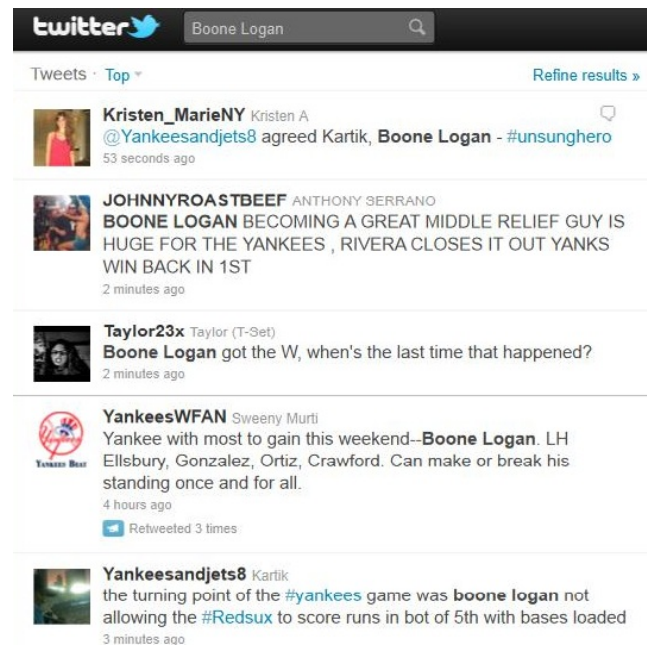 twitter
Boone Logan
Tweets · Top
Refine results »
Kristen_MarieNY Kristen A
@Yankeesandjets8 agreed Kartik, Boone Logan - #unsunghero
53 seconds ago
JOHNNYROASTBEEF ANTHONY SERRANO
BOONE LOGAN BECOMING A GREAT MIDDLE RELIEF GUY IS
HUGE FOR THE YANKEES , RIVERA CLOSES IT OUT YANKS
WIN BACK IN 1ST
2 minutes ago
Taylor23x Taylor (T-Set)
Boone Logan got the W, when's the last time that happened?
2 minutes ago
YankeesWFAN Sweeny Murti
Yankee with most to gain this weekend--Boone Logan. LH
Ellsbury, Gonzalez, Ortiz, Crawford. Can make or break his
standing once and for all.
4 hours ago
Retweeted 3 times
YANKEES BEAT
Yankeesandjets8 Kartik
the turning point of the #yankees game was boone logan not
allowing the #Redsux to score runs in bot of 5th with bases loaded
3 minutes ago